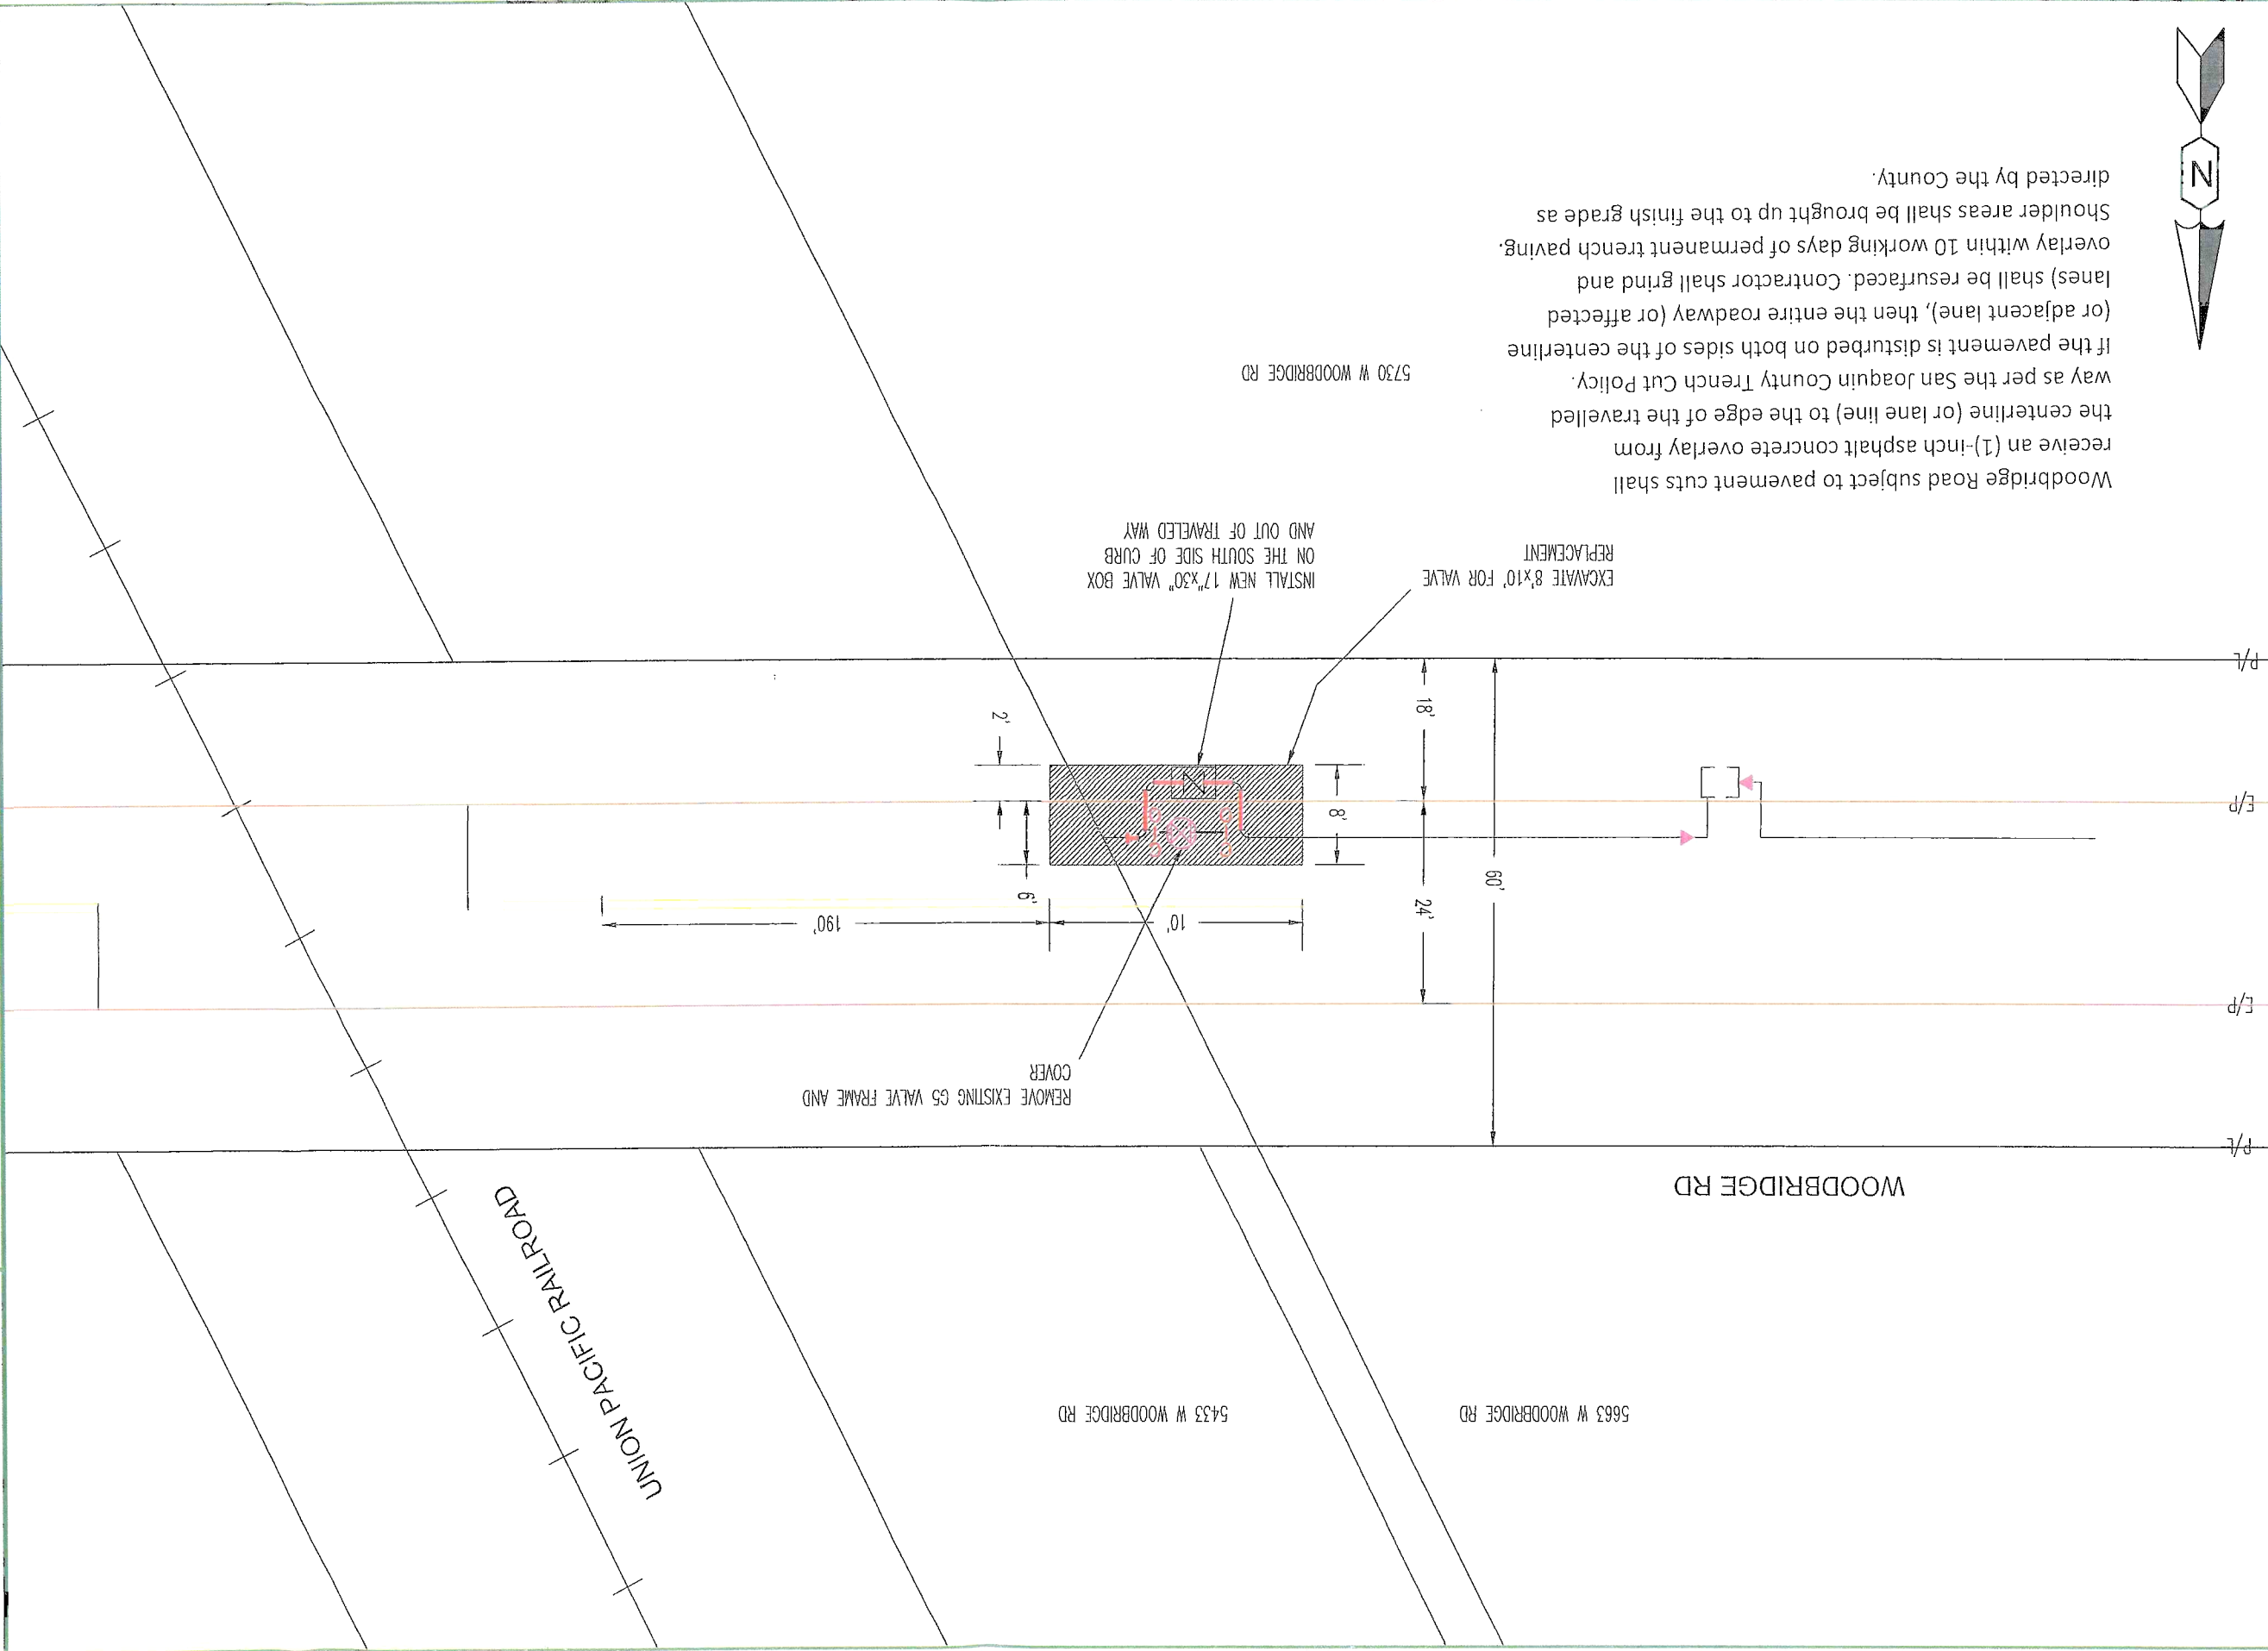 5663 W WOODBRIDGE RD
5433 W WOODBRIDGE RD
UNION PACIFIC RAILROAD
WOODBRIDGE RD
P/L
REMOVE EXISTING G5 VALVE FRAME AND
COVER
E/P
60'
24'
10'
190'
6'
8'
E/P
18'
2'
P/L
EXCAVATE 8'x10' FOR VALVE
REPLACEMENT
INSTALL NEW 17"x30" VALVE BOX
ON THE SOUTH SIDE OF CURB
AND OUT OF TRAVELED WAY
Woodbridge Road subject to pavement cuts shall
receive an (1)-inch asphalt concrete overlay from
the centerline (or lane line) to the edge of the travelled
way as per the San Joaquin County Trench Cut Policy.
If the pavement is disturbed on both sides of the centerline
(or adjacent lane), then the entire roadway (or affected
lanes) shall be resurfaced. Contractor shall grind and
overlay within 10 working days of permanent trench paving.
Shoulder areas shall be brought up to the finish grade as
directed by the County.
5730 W WOODBRIDGE RD
N